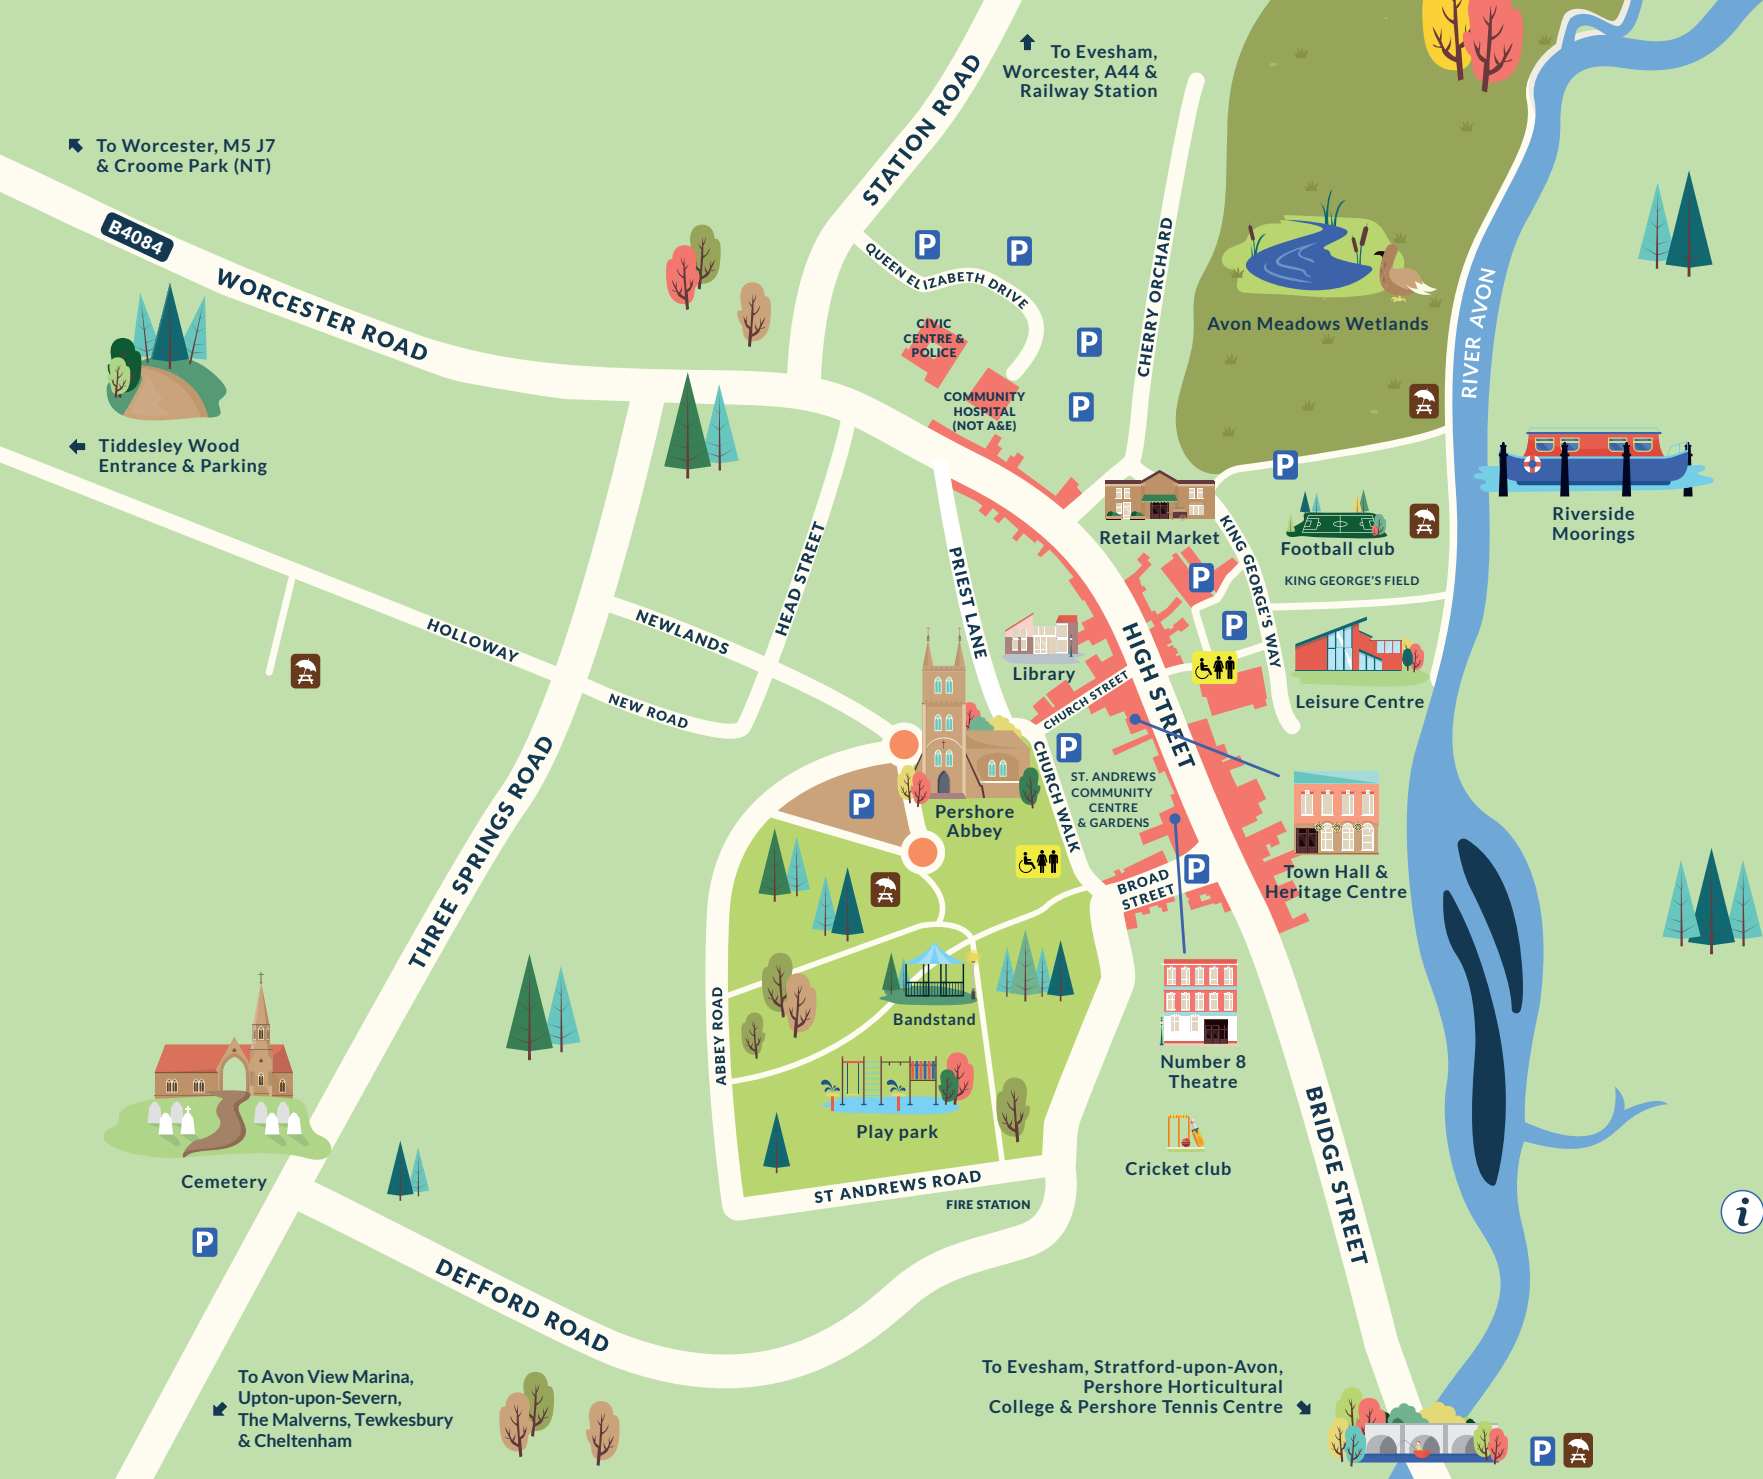 To Evesham,
Worcester, A44 &
Railway Station
STATION ROAD
To Worcester, M5 J7
& Croome Park (NT)
B4084
WORCESTER ROAD
P
P
QUEEN ELIZABETH DRIVE
CHERRY ORCHARD
CIVIC
CENTRE &
POLICE
P
COMMUNITY
HOSPITAL
(NOT A&E)
P
Avon Meadows Wetlands
RIVER AVON
Tiddesley Wood
Entrance & Parking
P
Retail Market
KING GEORGE'S WAY
Football club
KING GEORGE'S FIELD
Riverside
Moorings
HEAD STREET
PRIEST LANE
P
P
HOLLOWAY
NEWLANDS
NEW ROAD
Library
CHURCH STREET
HIGH STREET
Leisure Centre
THREE SPRINGS ROAD
P
P
Pershore
Abbey
CHURCH WALK
ST. ANDREWS
COMMUNITY
CENTRE
& GARDENS
Town Hall &
Heritage Centre
P
BROAD
STREET
ABBEY ROAD
Bandstand
Play park
Number 8
Theatre
Cricket club
BRIDGE STREET
Cemetery
P
ST ANDREWS ROAD
FIRE STATION
i
DEFFORD ROAD
To Avon View Marina,
Upton-upon-Severn,
The Malverns, Tewkesbury
& Cheltenham
To Evesham, Stratford-upon-Avon,
Pershore Horticultural
College & Pershore Tennis Centre
P